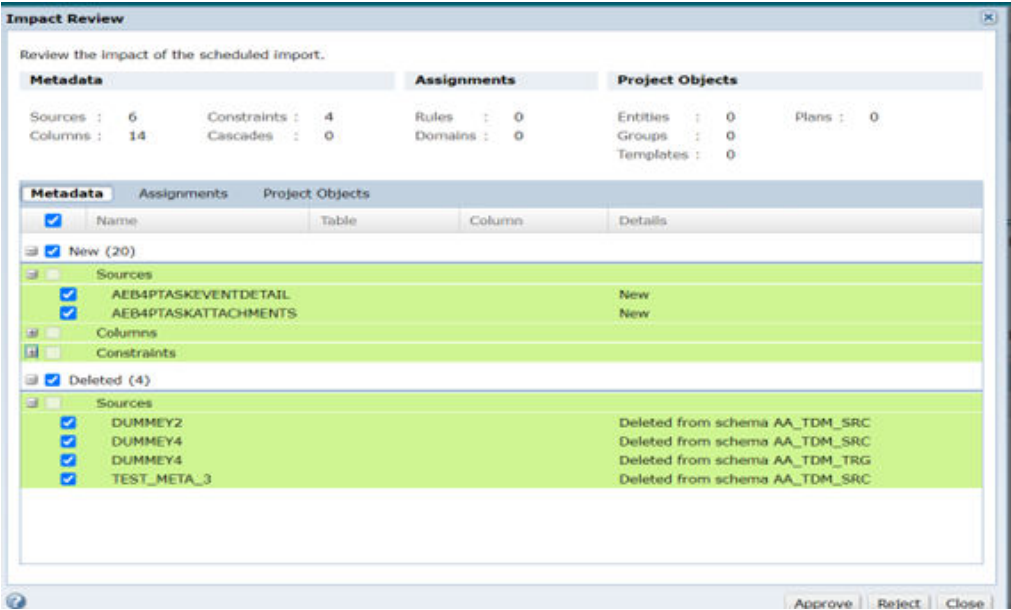 Impact Review
Review the impact of the scheduled import.
Metadata Assignments Project Objects
Sources : 6 Constraints : 4 Rules : 0 Entities : 0 Plans : 0
Columns : 14 Cascades : 0 Domains : 0 Groups : 0
Templates : 0
Metadata Assignments Project Objects
Name Table Column Details
New (20)
Sources
AEB4PTASKEVENTDETAIL New
AEB4PTASKATTACHMENTS New
Columns
Constraints
Deleted (4)
Sources
DUMMEY2 Deleted from schema AA_TDM_SRC
DUMMEY4 Deleted from schema AA_TDM_SRC
DUMMEY4 Deleted from schema AA_TDM_TRG
TEST_META_3 Deleted from schema AA_TDM_SRC
Approve Reject Close